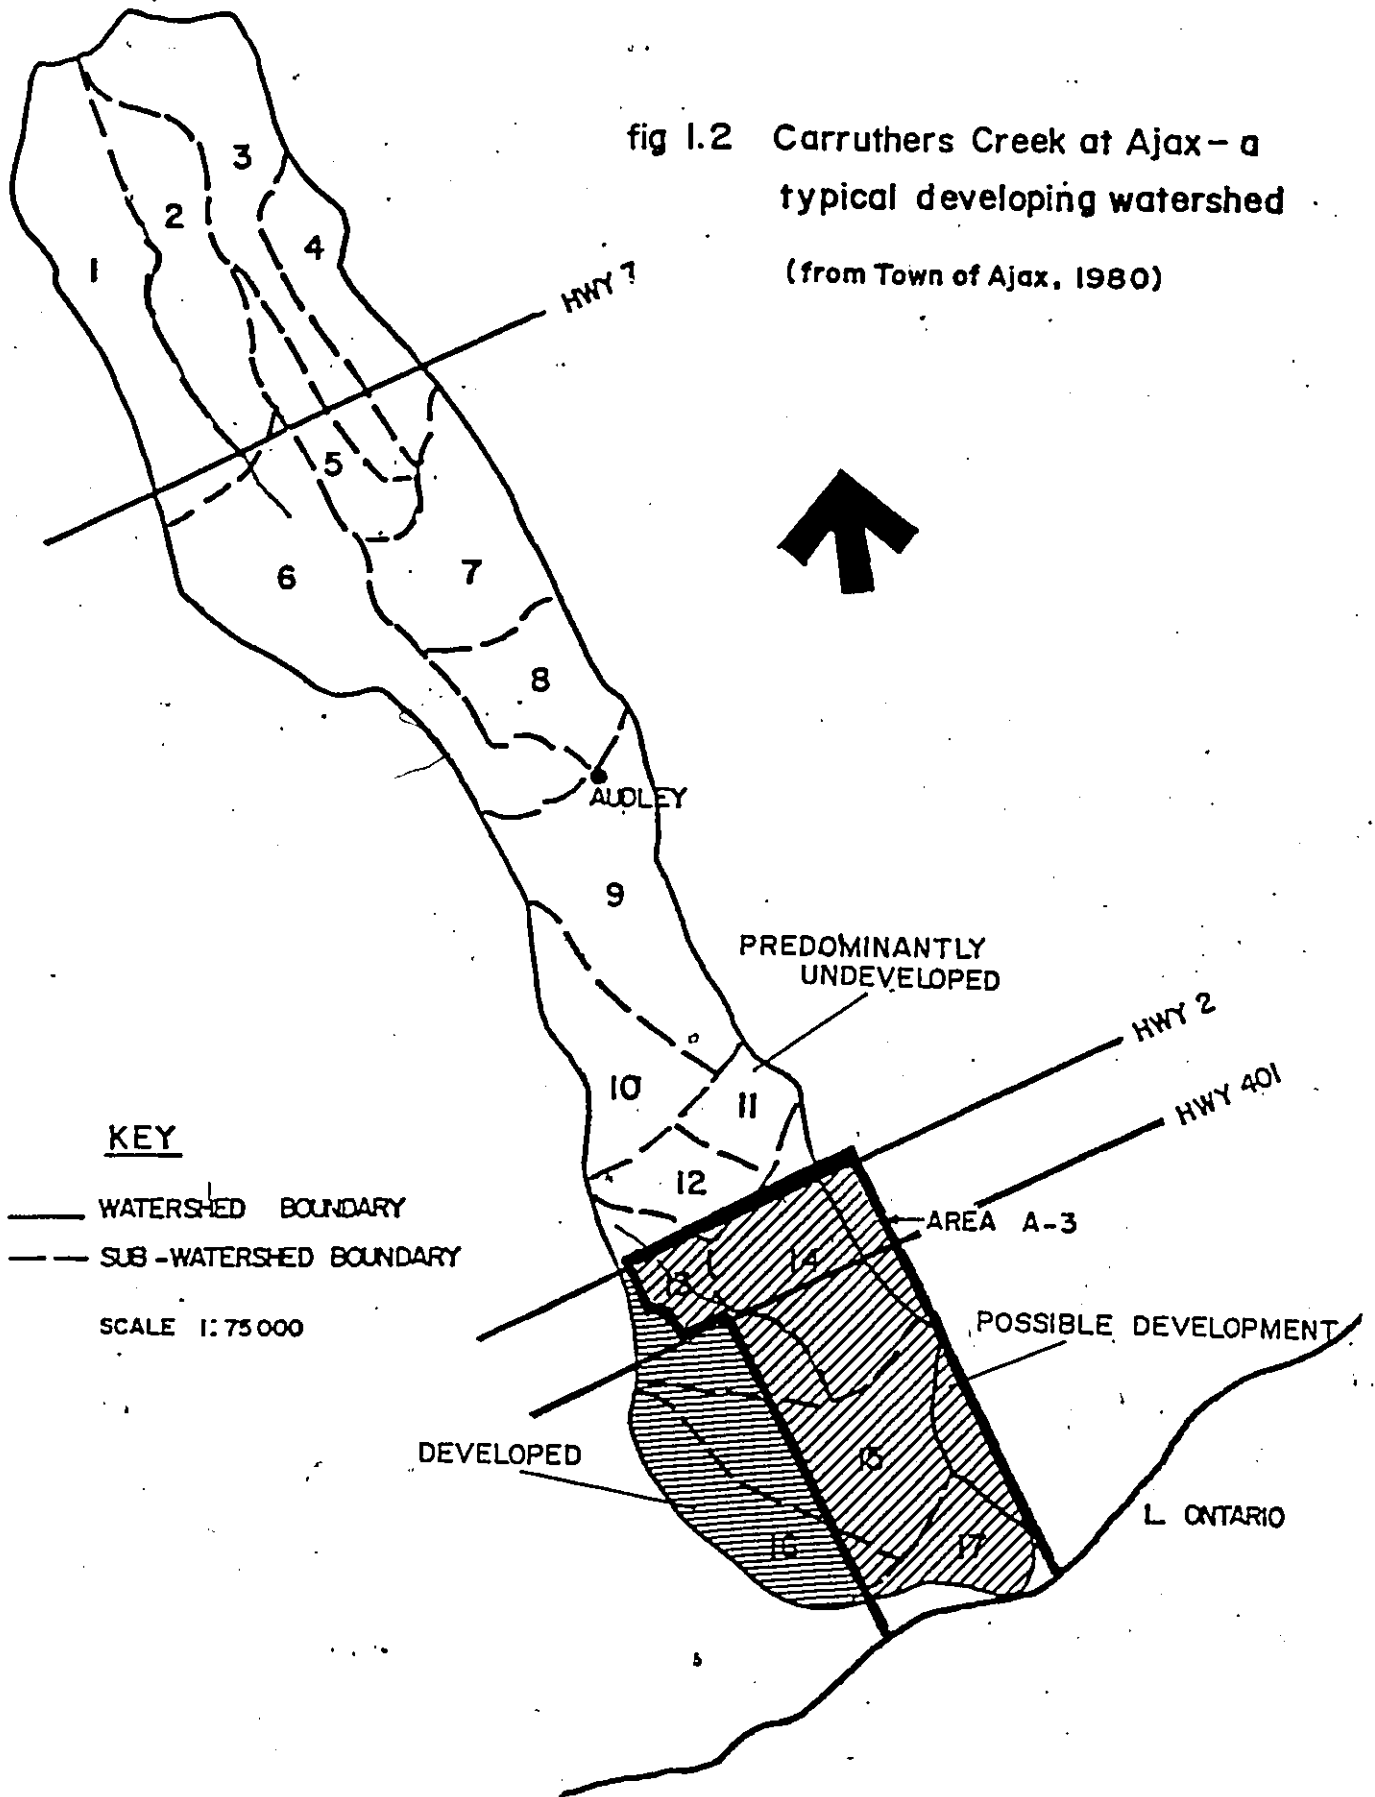 fig 1.2 Carruthers Creek at Ajax – a
typical developing watershed
(from Town of Ajax, 1980)
3
2
4
1
HWY 7
5
6
7
8
AUDLEY
9
PREDOMINANTLY
UNDEVELOPED
HWY 2
10
11
HWY 401
KEY
12
WATERSHED BOUNDARY
AREA A-3
SUB-WATERSHED BOUNDARY
14
13
SCALE 1:75000
POSSIBLE DEVELOPMENT
DEVELOPED
15
L ONTARIO
16
17